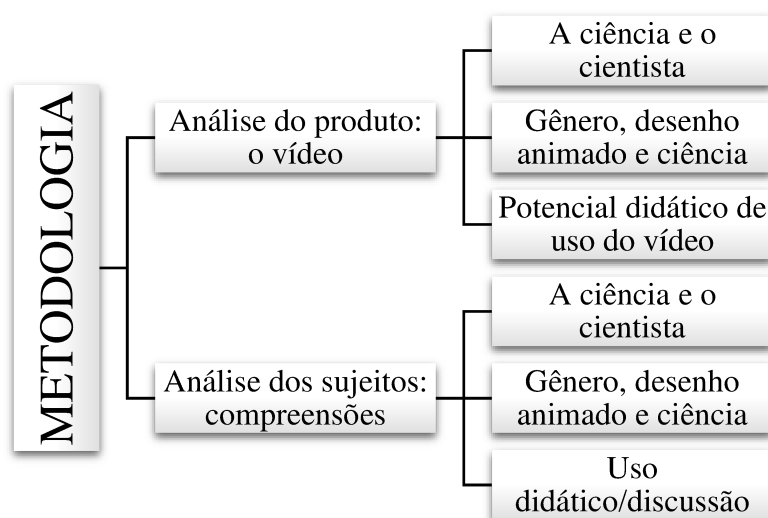 METODOLOGIA
Análise do produto:
o vídeo
A ciência e o
cientista
Gênero, desenho
animado e ciência
Potencial didático de
uso do vídeo
Análise dos sujeitos:
compreensões
A ciência e o
cientista
Gênero, desenho
animado e ciência
Uso
didático/discussão